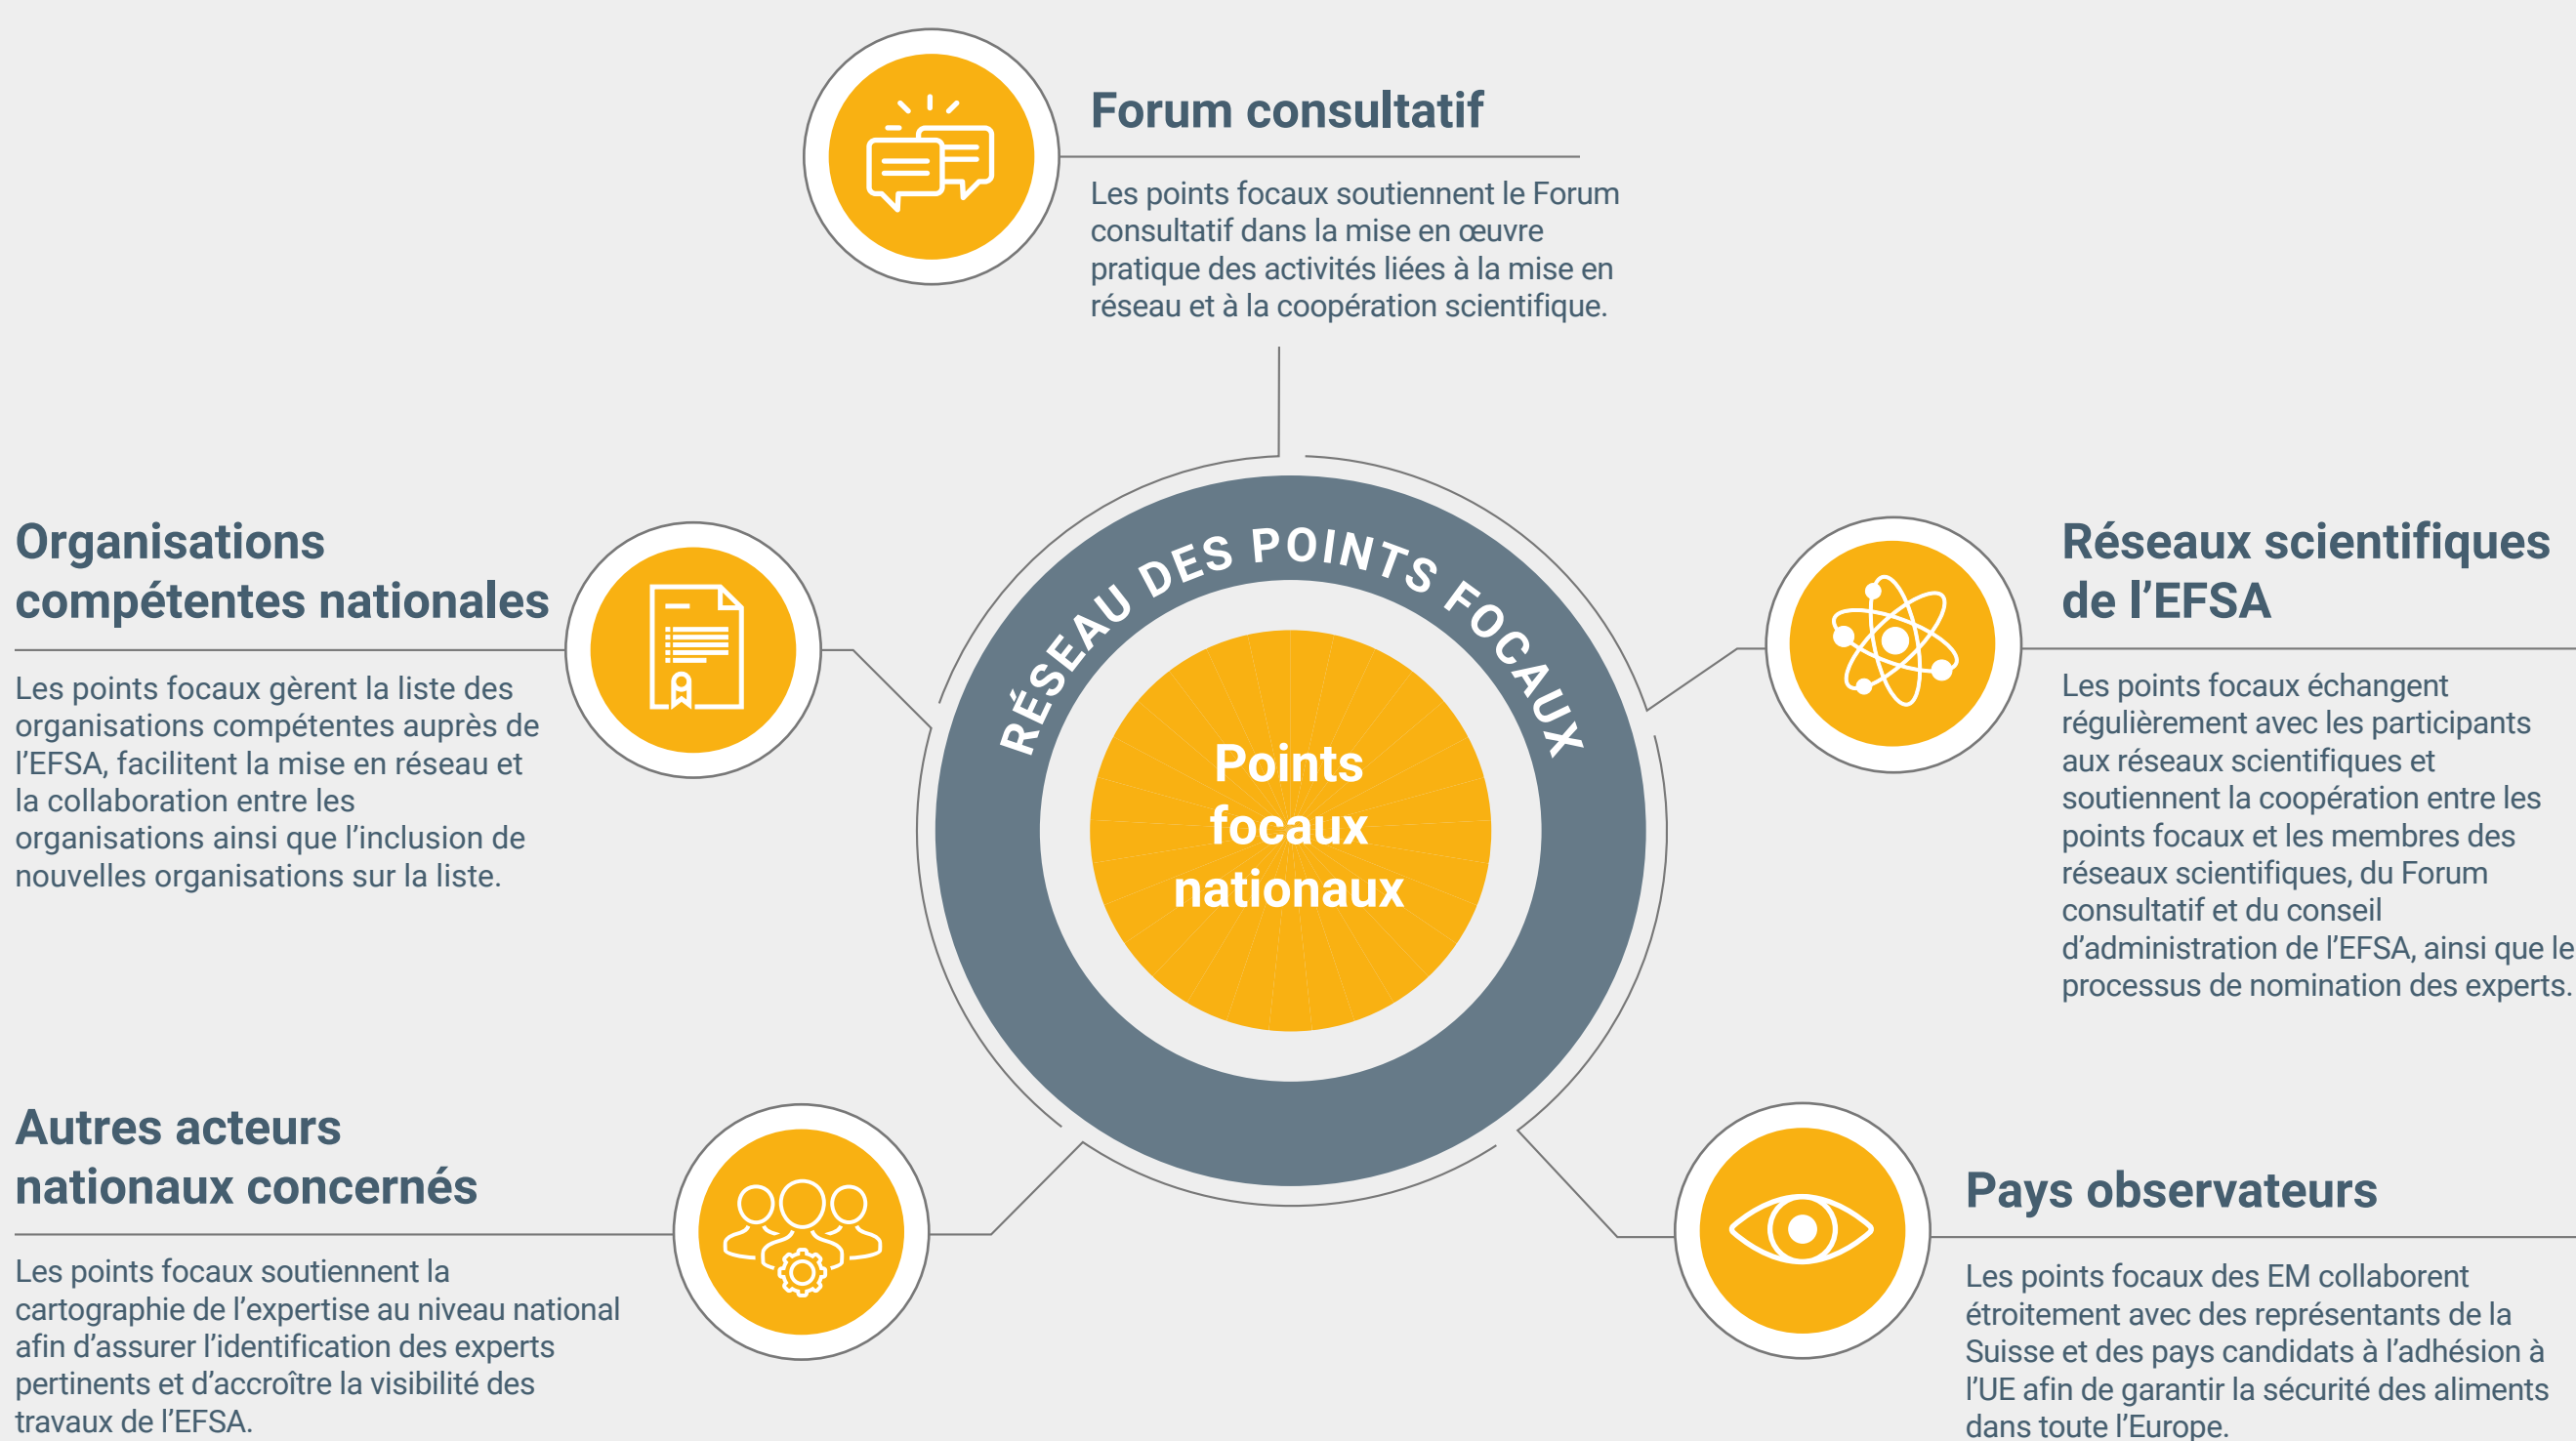 Forum consultatif
Les points focaux soutiennent le Forum
consultatif dans la mise en œuvre
pratique des activités liées à la mise en
réseau et à la coopération scientifique.
Organisations
compétentes nationales
Les points focaux gèrent la liste des
organisations compétentes auprès de
l’EFSA, facilitent la mise en réseau et
la collaboration entre les
organisations ainsi que l’inclusion de
nouvelles organisations sur la liste.
RÉSEAU DES POINTS FOCAUX
Points
focaux
nationaux
Réseaux scientifiques
de l’EFSA
Les points focaux échangent
régulièrement avec les participants
aux réseaux scientifiques et
soutiennent la coopération entre les
points focaux et les membres des
réseaux scientifiques, du Forum
consultatif et du conseil
d’administration de l’EFSA, ainsi que le
processus de nomination des experts.
Autres acteurs
nationaux concernés
Les points focaux soutiennent la
cartographie de l’expertise au niveau national
afin d’assurer l’identification des experts
pertinents et d’accroître la visibilité des
travaux de l’EFSA.
Pays observateurs
Les points focaux des EM collaborent
étroitement avec des représentants de la
Suisse et des pays candidats à l’adhésion à
l’UE afin de garantir la sécurité des aliments
dans toute l’Europe.